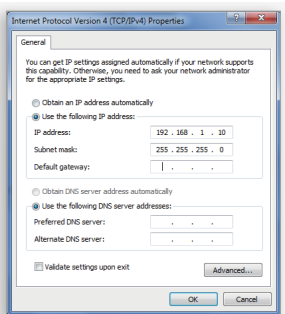 Internet Protocol Version 4 (TCP/IPv4) Properties
General
You can get IP settings assigned automatically if your network supports
this capability. Otherwise, you need to ask your network administrator
for the appropriate IP settings.
Obtain an IP address automatically
Use the following IP address:
IP address: 192 . 168 . 1 . 10
Subnet mask: 255 . 255 . 255 . 0
Default gateway: . . .
Obtain DNS server address automatically
Use the following DNS server addresses:
Preferred DNS server: . . .
Alternate DNS server: . . .
Validate settings upon exit
Advanced...
OK Cancel